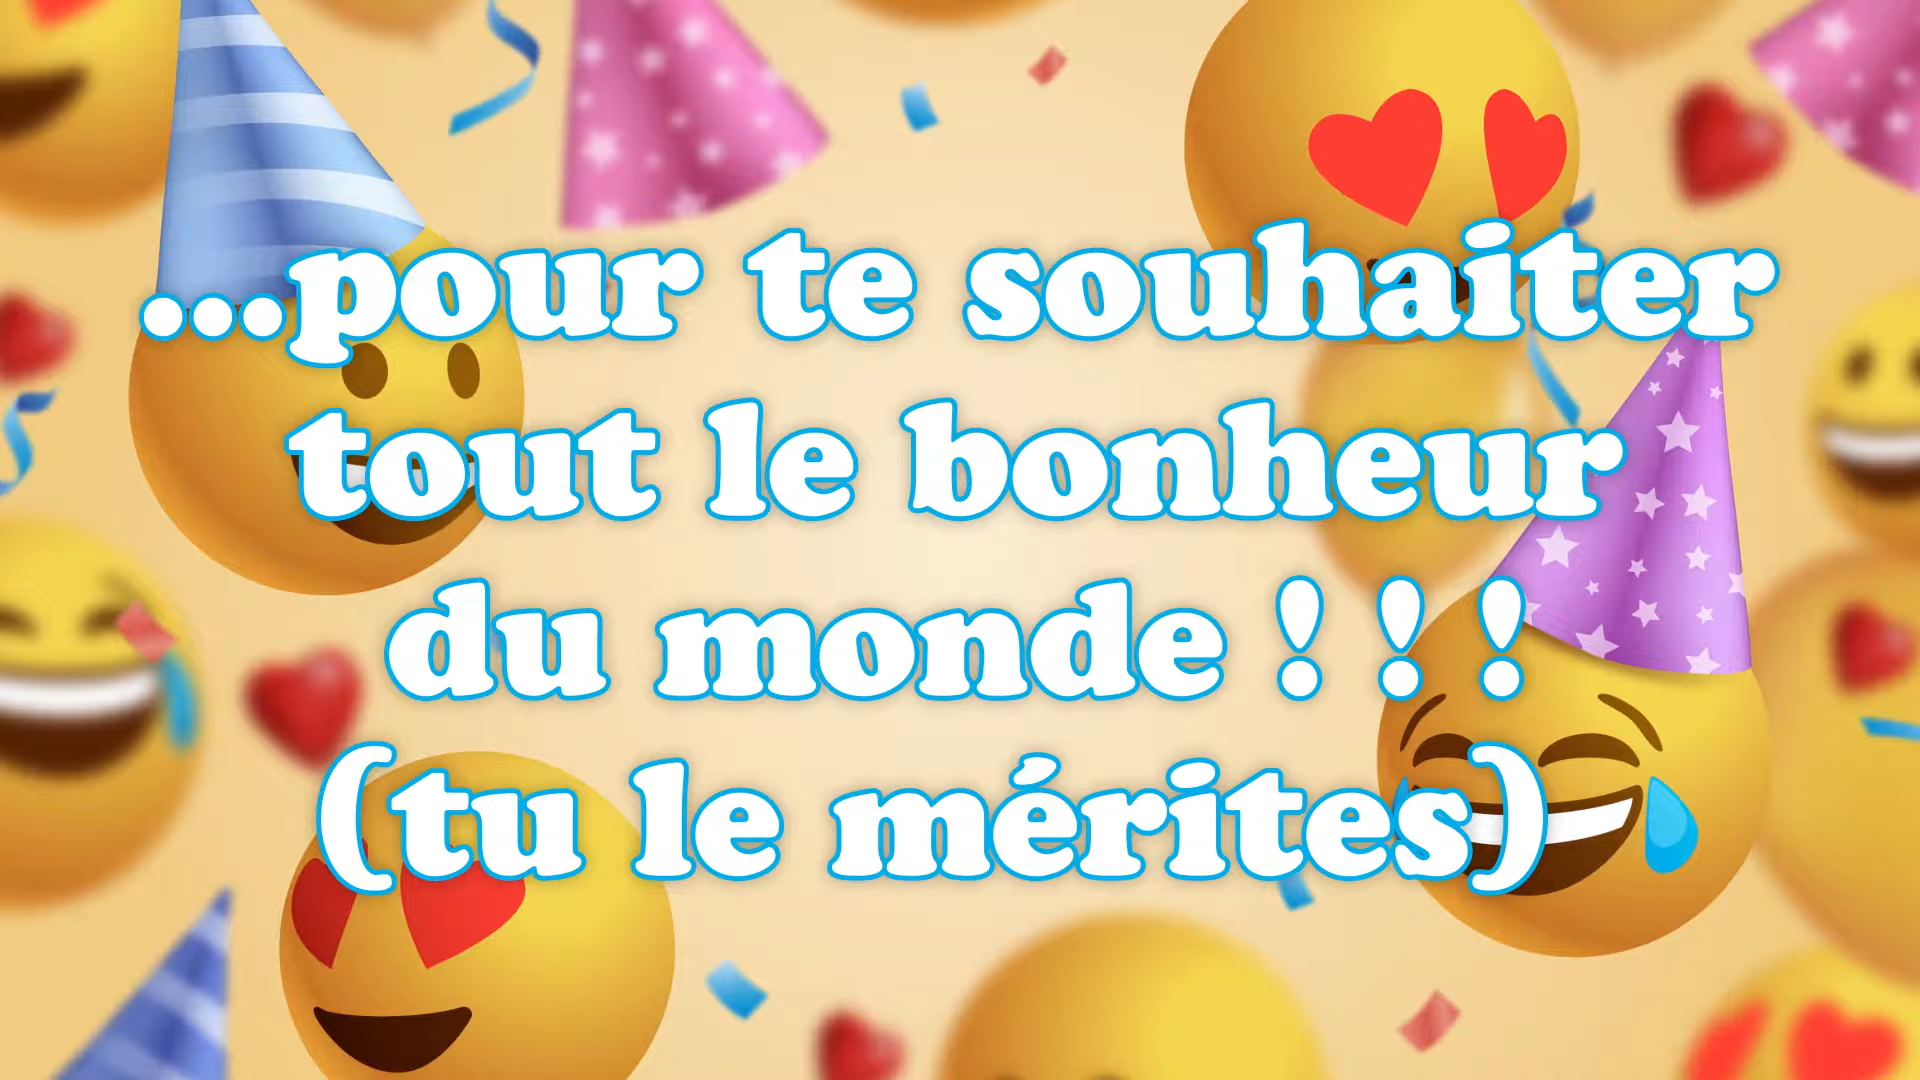 ...pour te souhaiter
tout le bonheur
du monde ! ! !
(tu le mérites)